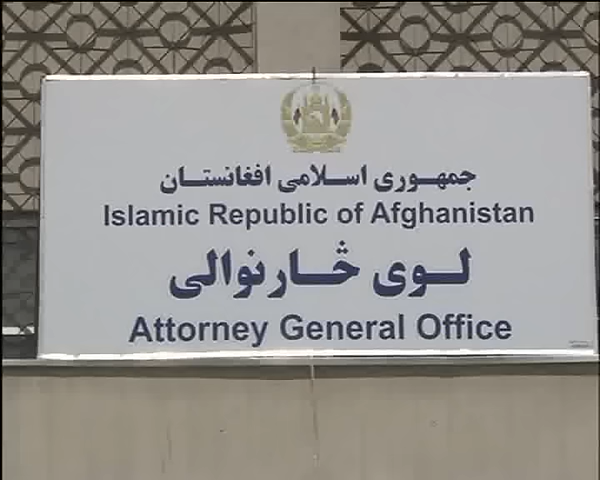 جمهوری اسلامی افغانستان
Islamic Republic of Afghanistan
لوی څارنوالی
Attorney General Office